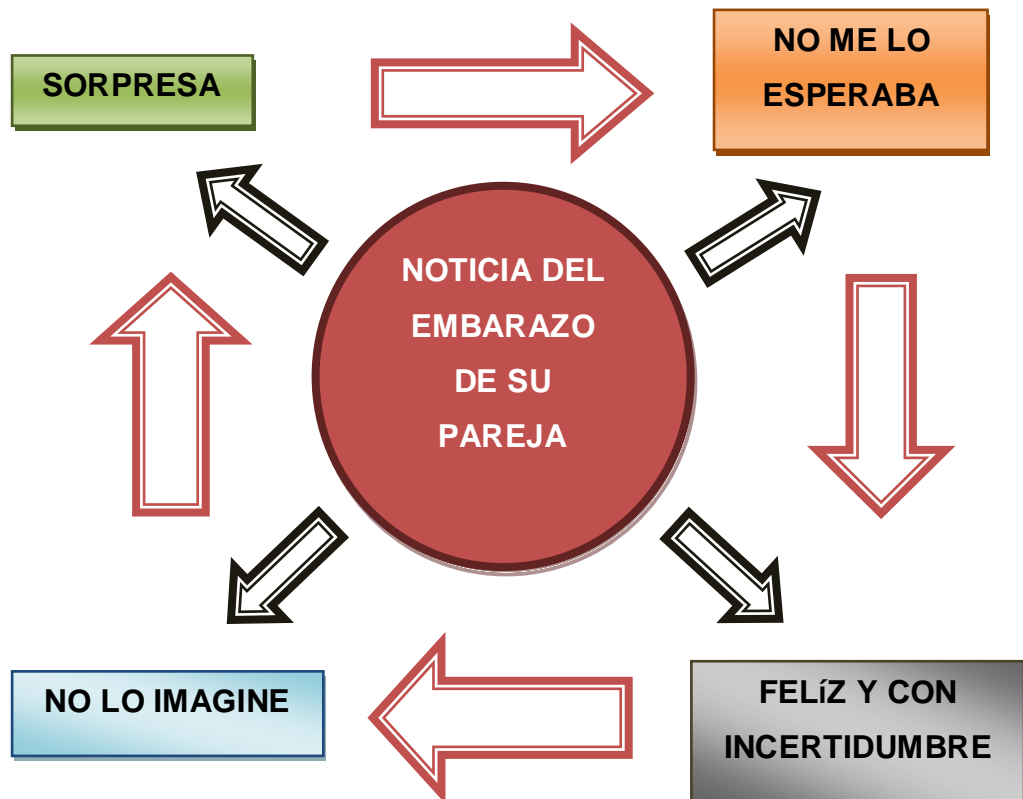 SORPRESA
NO ME LO
ESPERABA
NOTICIA DEL
EMBARAZO
DE SU
PAREJA
NO LO IMAGINE
FELíZ Y CON
INCERTIDUMBRE